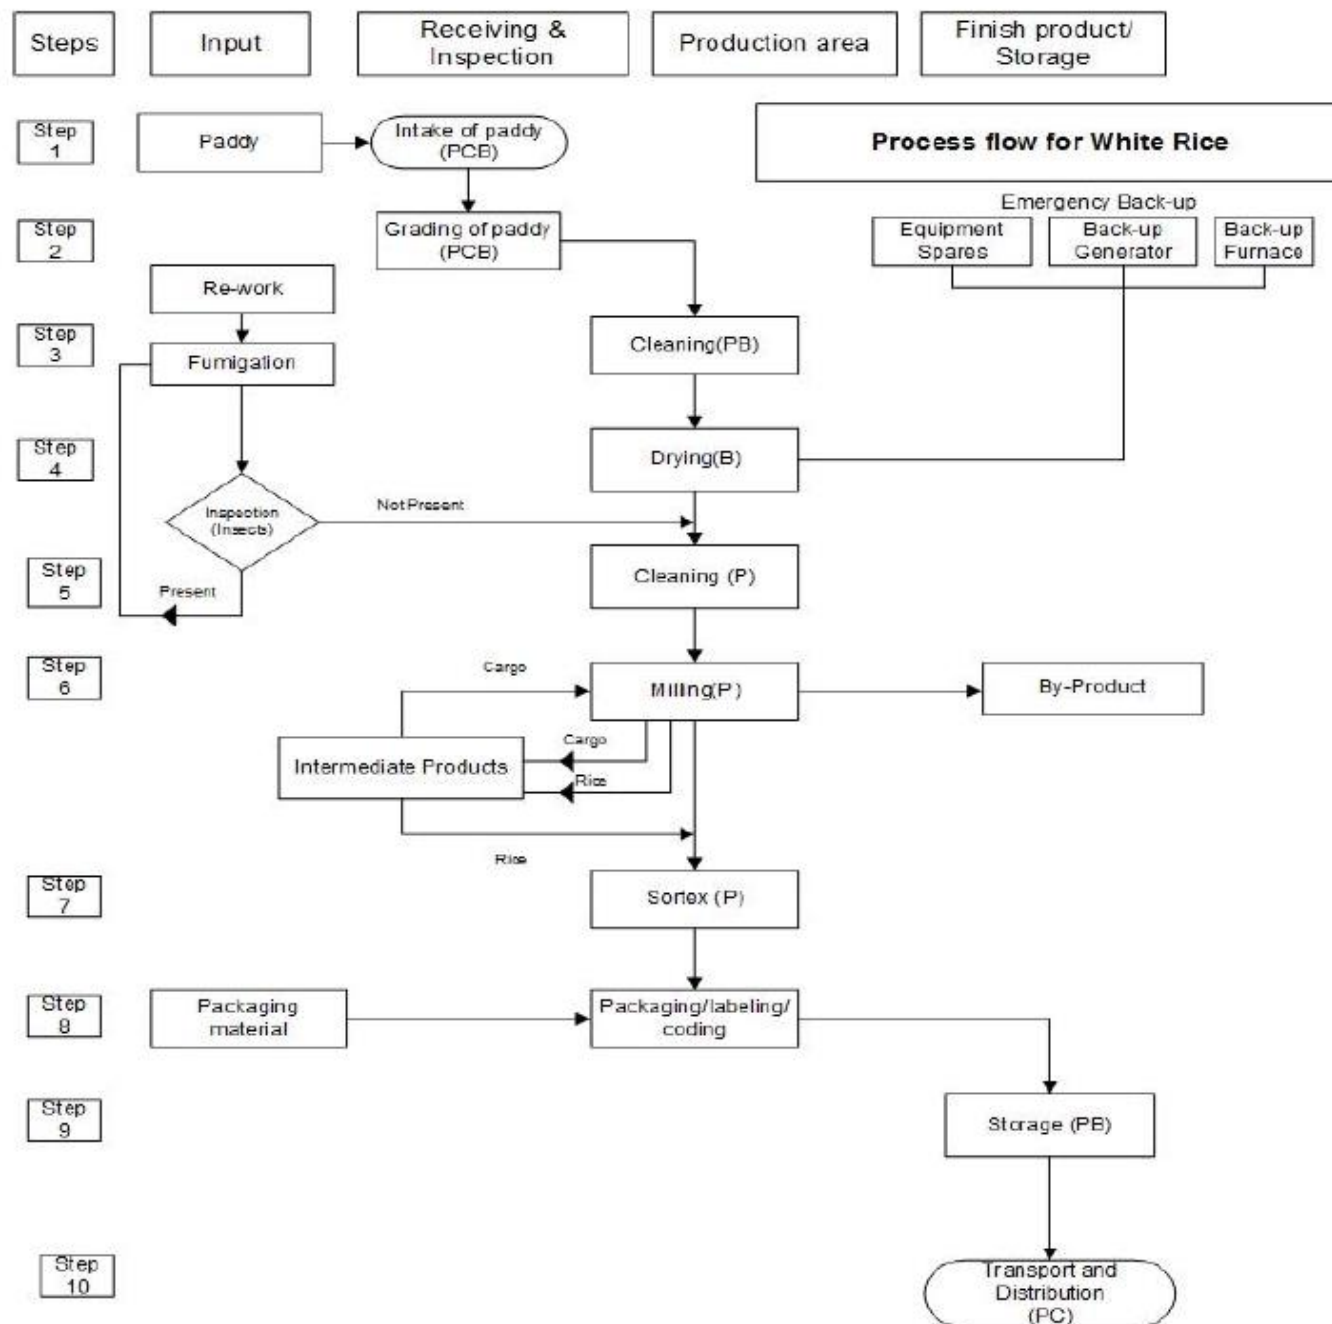 Steps
Input
Receiving &
Inspection
Production area
Finish product/
Storage
Step
1
Paddy
Intake of paddy
(PCB)
Process flow for White Rice
Emergency Back-up
Step
2
Grading of paddy
(PCB)
Equipment
Spares
Back-up
Generator
Back-up
Furnace
Re-work
Step
3
Fumigation
Cleaning(PB)
Step
4
Drying(B)
Inspection
(Insects)
Not Present
Step
5
Present
Cleaning (P)
Step
6
Cargo
Milling(P)
By-Product
Cargo
Intermediate Products
Rice
Rice
Step
7
Sortex (P)
Step
8
Packaging
material
Packaging/labeling/
coding
Step
9
Storage (PB)
Step
10
Transport and
Distribution
(PC)